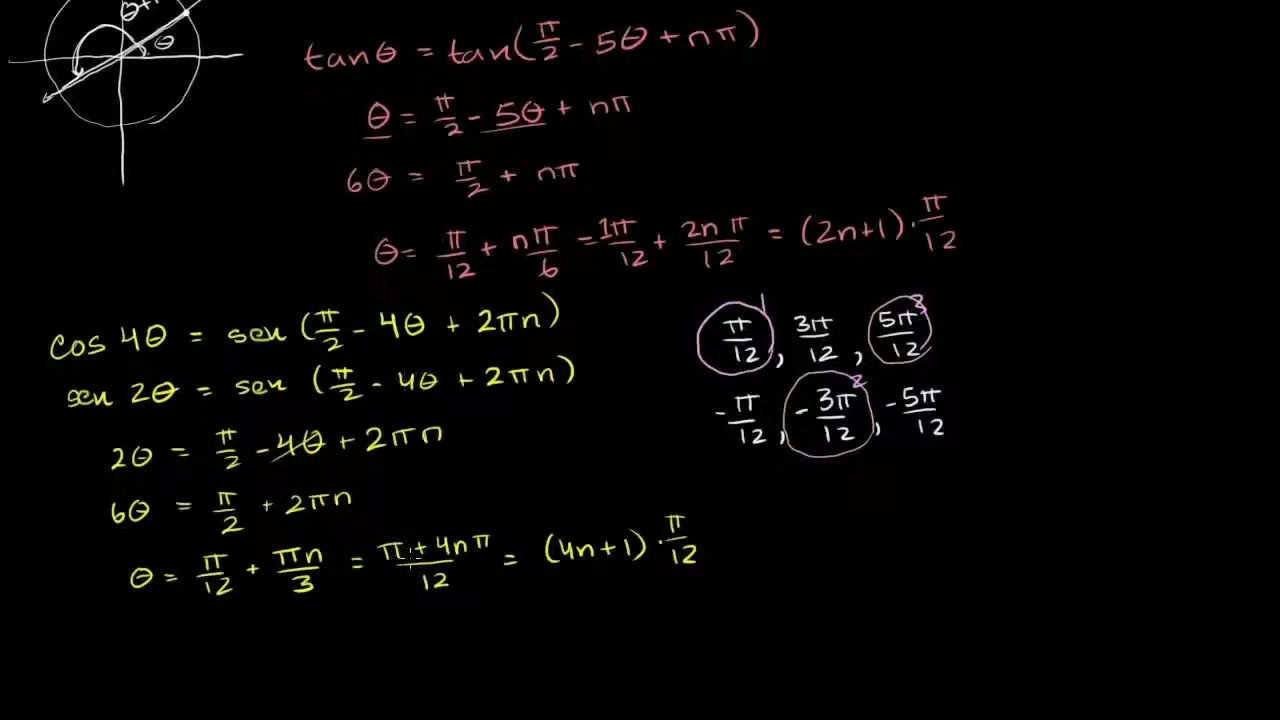 θ+π
θ
tanθ = tan(π/2 - 5θ + nπ)
θ = π/2 - 5θ + nπ
6θ = π/2 + nπ
θ = π/12 + nπ/6 = 1π/12 + 2nπ/12 = (2n+1)·π/12
cos 4θ = sen (π/2 - 4θ + 2πn)
sen 2θ = sen (π/2 - 4θ + 2πn)
2θ = π/2 - 4θ + 2πn
6θ = π/2 + 2πn
θ = π/12 + πn/3 = π + 4nπ/12 = (4n+1)·π/12
π/12, 3π/12, 5π/12
1
3
-π/12, -3π/12, -5π/12
2